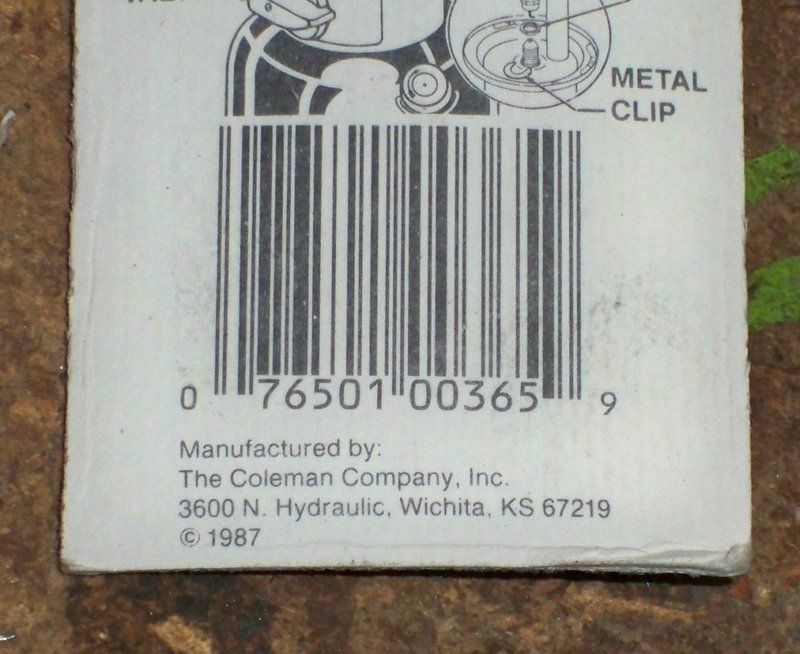 METAL
CLIP
0 76501 00365 9
Manufactured by:
The Coleman Company, Inc.
3600 N. Hydraulic, Wichita, KS 67219
© 1987